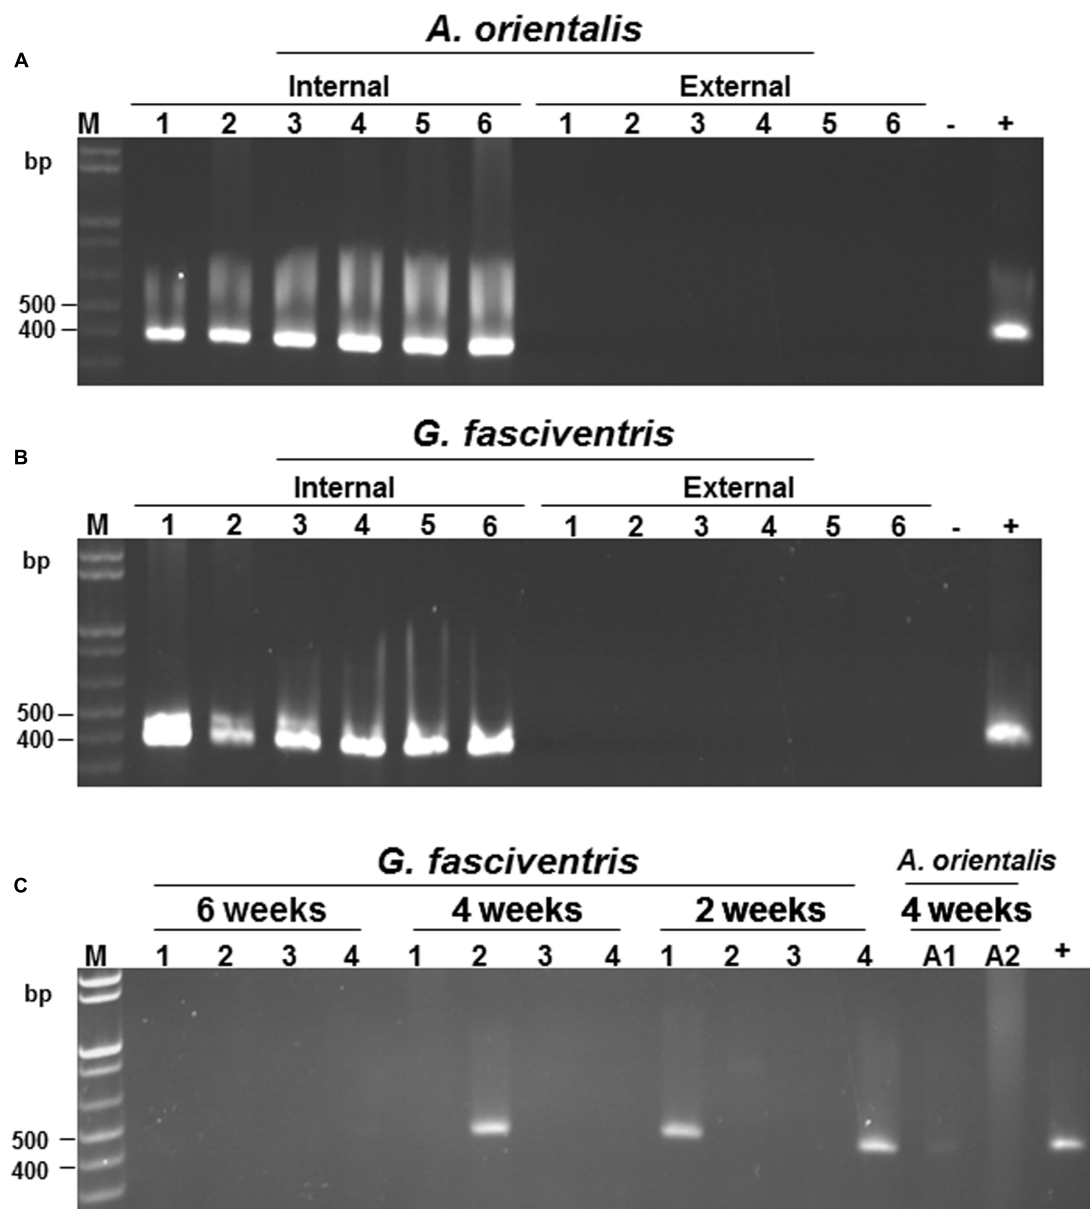 A. orientalis
A
Internal External
M 1 2 3 4 5 6 1 2 3 4 5 6 - +
bp
500
400
G. fasciventris
B
Internal External
M 1 2 3 4 5 6 1 2 3 4 5 6 - +
bp
500
400
G. fasciventris A. orientalis
C
6 weeks 4 weeks 2 weeks 4 weeks
M 1 2 3 4 1 2 3 4 1 2 3 4 A1 A2 +
bp
500
400